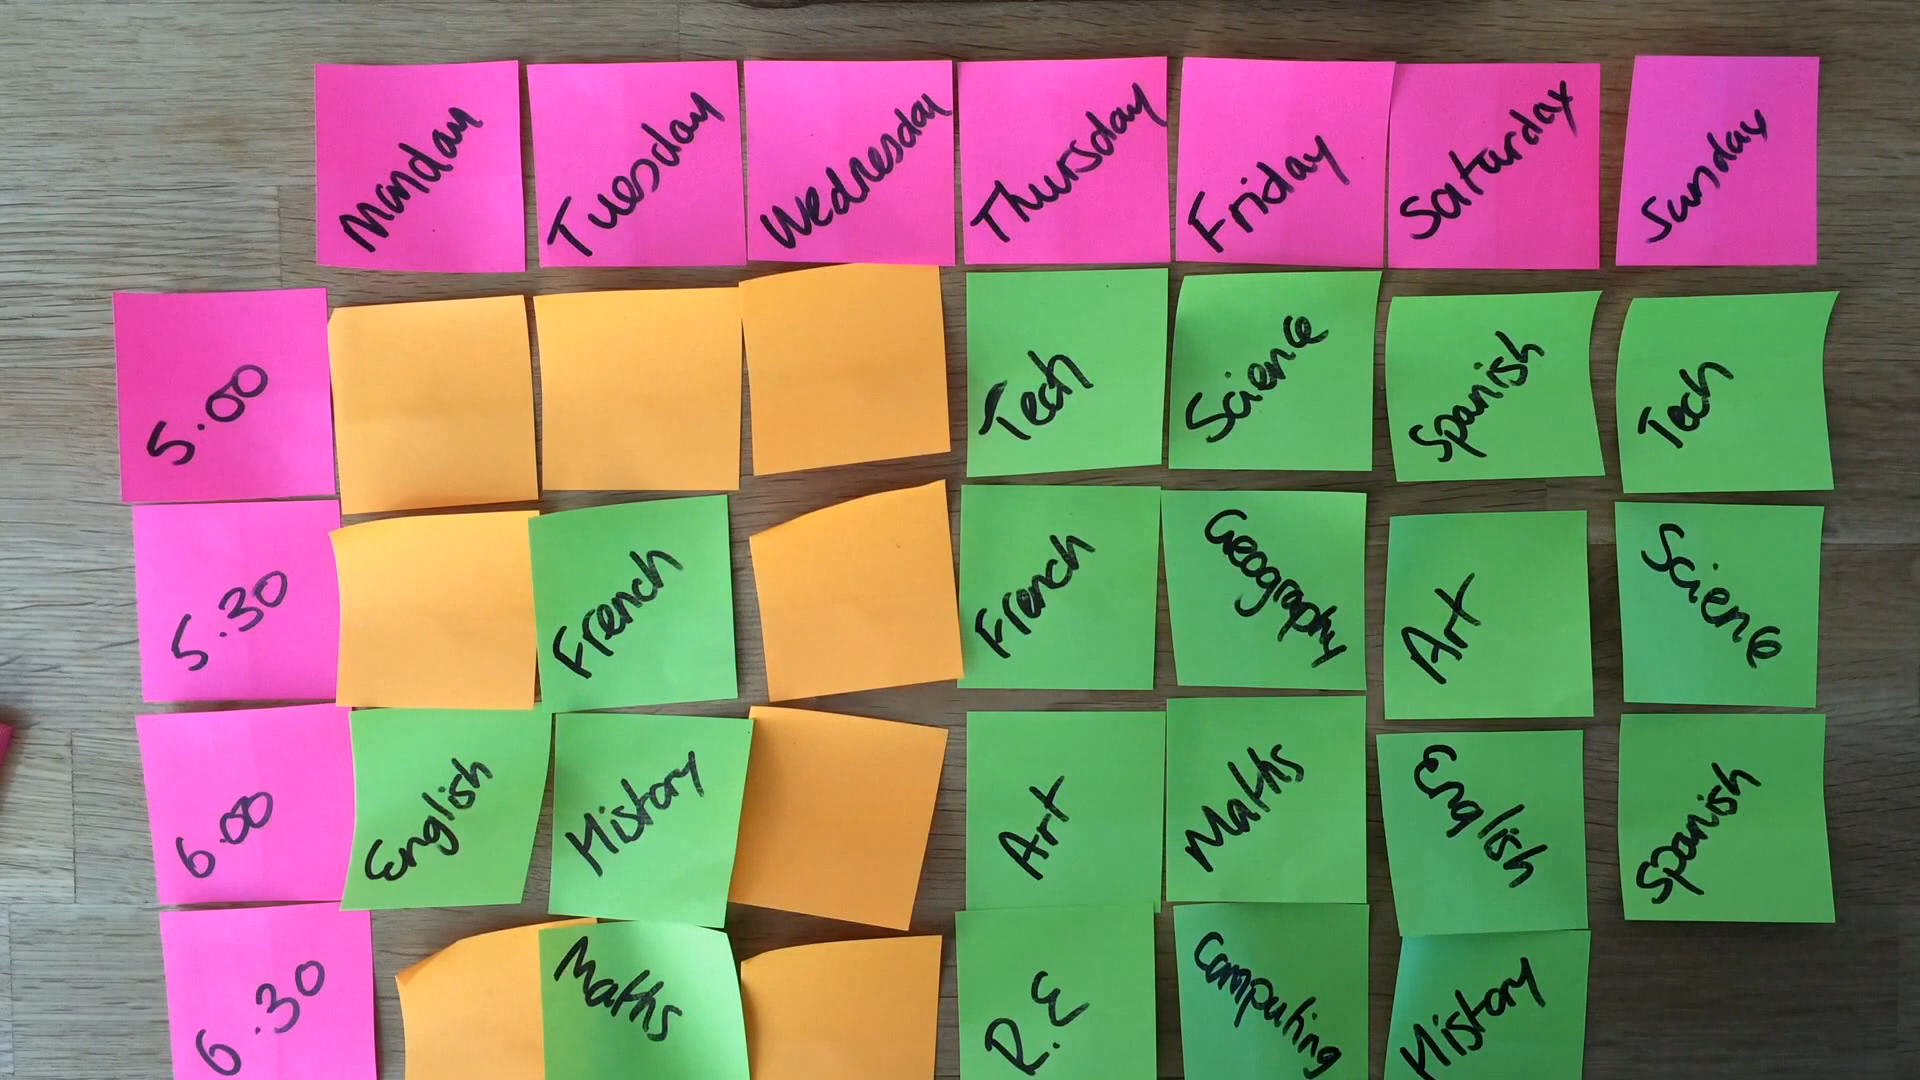 Monday Tuesday Wednesday Thursday Friday Saturday Sunday
5.00 Tech Science Spanish Tech
5.30 French French Geography Art Science
6.00 English History Art Maths English Spanish
6.30 Maths R.E Computing History